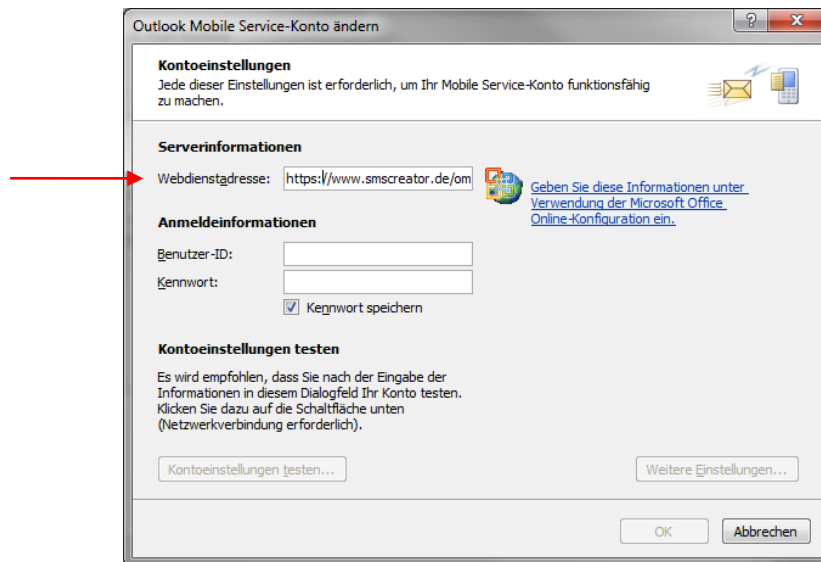 Outlook Mobile Service-Konto ändern
Kontoeinstellungen
Jede dieser Einstellungen ist erforderlich, um Ihr Mobile Service-Konto funktionsfähig
zu machen.
Serverinformationen
Webdienstadresse: https://www.smscreator.de/om
Geben Sie diese Informationen unter
Verwendung der Microsoft Office
Online-Konfiguration ein.
Anmeldeinformationen
Benutzer-ID:
Kennwort:
Kennwort speichern
Kontoeinstellungen testen
Es wird empfohlen, dass Sie nach der Eingabe der
Informationen in diesem Dialogfeld Ihr Konto testen.
Klicken Sie dazu auf die Schaltfläche unten
(Netzwerkverbindung erforderlich).
Kontoeinstellungen testen... Weitere Einstellungen...
OK Abbrechen